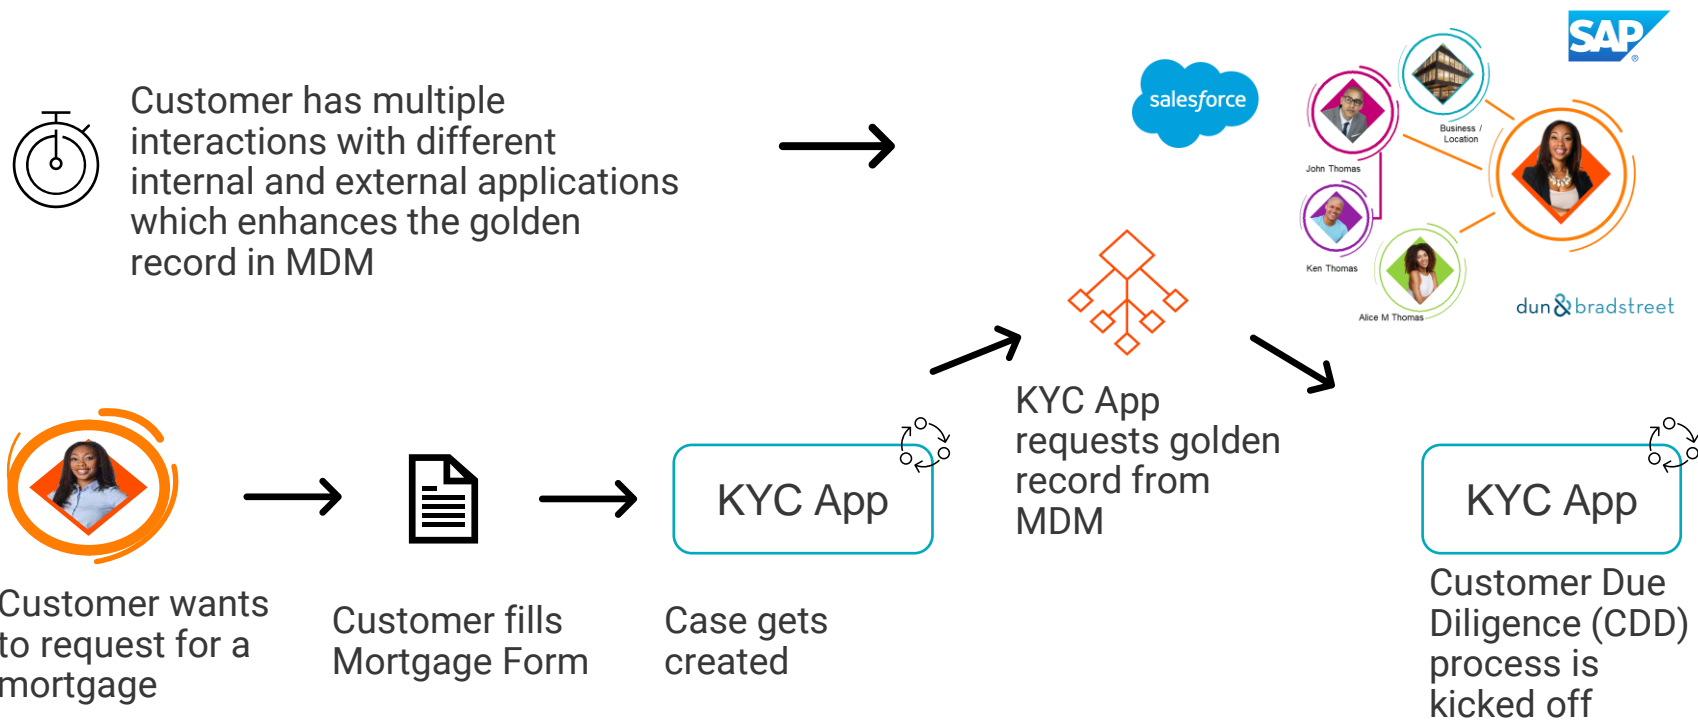 Customer has multiple
interactions with different
internal and external applications
which enhances the golden
record in MDM
salesforce
SAP
®
Business /
Location
John Thomas
Ken Thomas
Alice M Thomas
dun & bradstreet
Customer wants
to request for a
mortgage
Customer fills
Mortgage Form
KYC App
Case gets
created
KYC App
requests golden
record from
MDM
KYC App
Customer Due
Diligence (CDD)
process is
kicked off